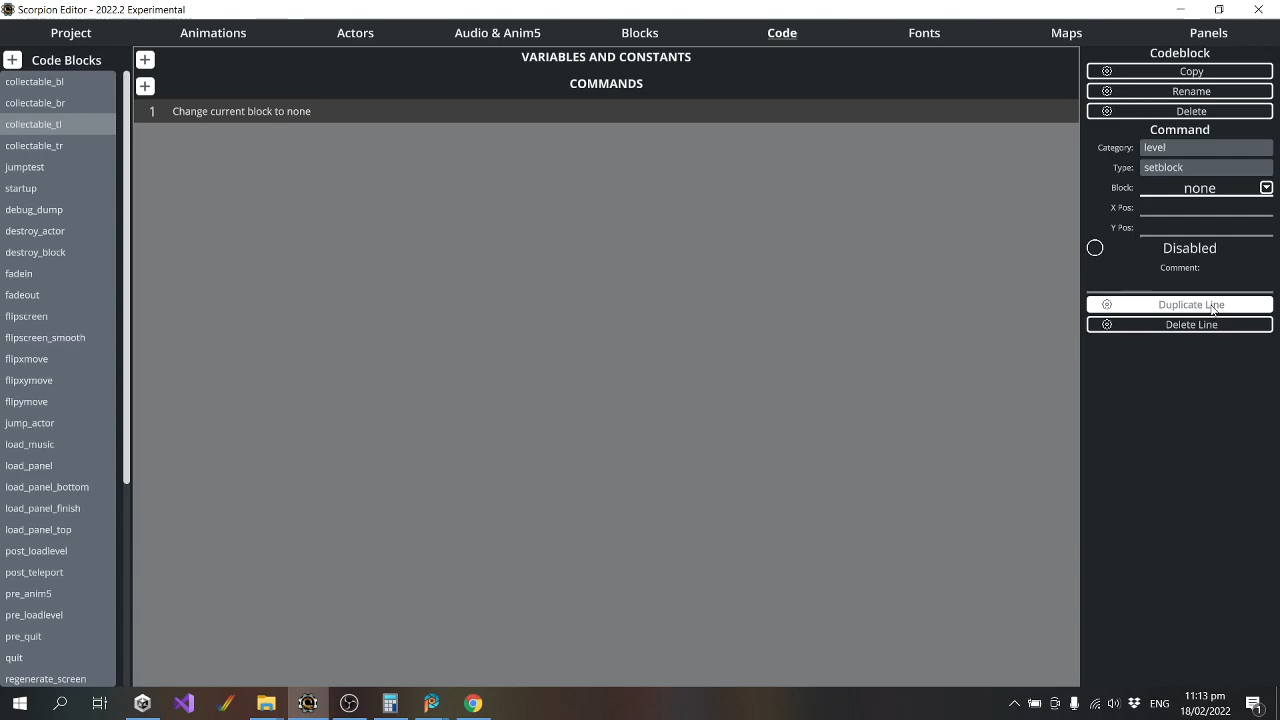 Scorpion Editor - 2022.2 Experimental
Project Animations Actors Audio & Anim5 Blocks Code Fonts Maps Panels
Code Blocks
collectable_bl
collectable_br
collectable_tl
collectable_tr
jumptest
startup
debug_dump
destroy_actor
destroy_block
fadein
fadeout
flipscreen
flipscreen_smooth
flipxmove
flipxymove
flipymove
jump_actor
load_music
load_panel
load_panel_bottom
load_panel_finish
load_panel_top
post_loadlevel
post_teleport
pre_anim5
pre_loadlevel
pre_quit
quit
regenerate_screen
VARIABLES AND CONSTANTS
COMMANDS
1 Change current block to none
Codeblock
Copy
Rename
Delete
Command
Category: level
Type: setblock
Block: none
X Pos:
Y Pos:
Disabled
Comment:
Duplicate Line
Delete Line
11:13 pm
18/02/2022
1